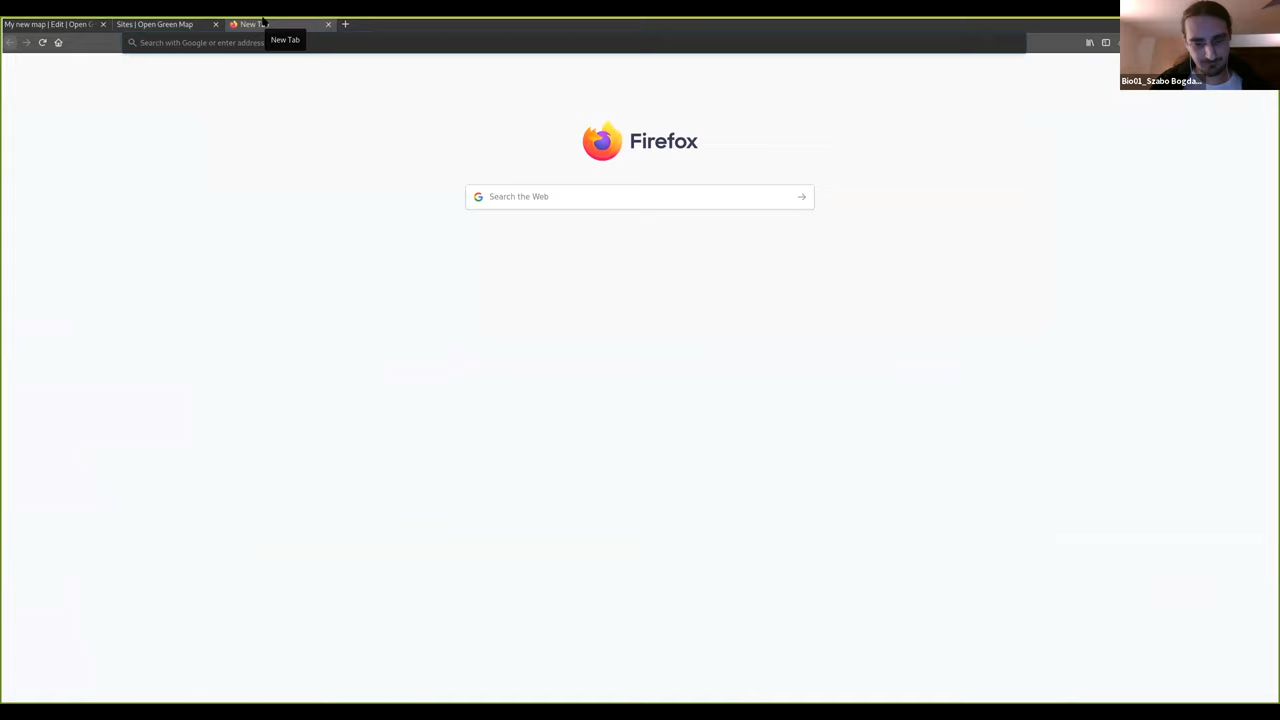 My new map | Edit | Open G
Sites | Open Green Map
New Ta
Search with Google or enter address
New Tab
Bio01_Szabo Bogda...
Firefox
Search the Web